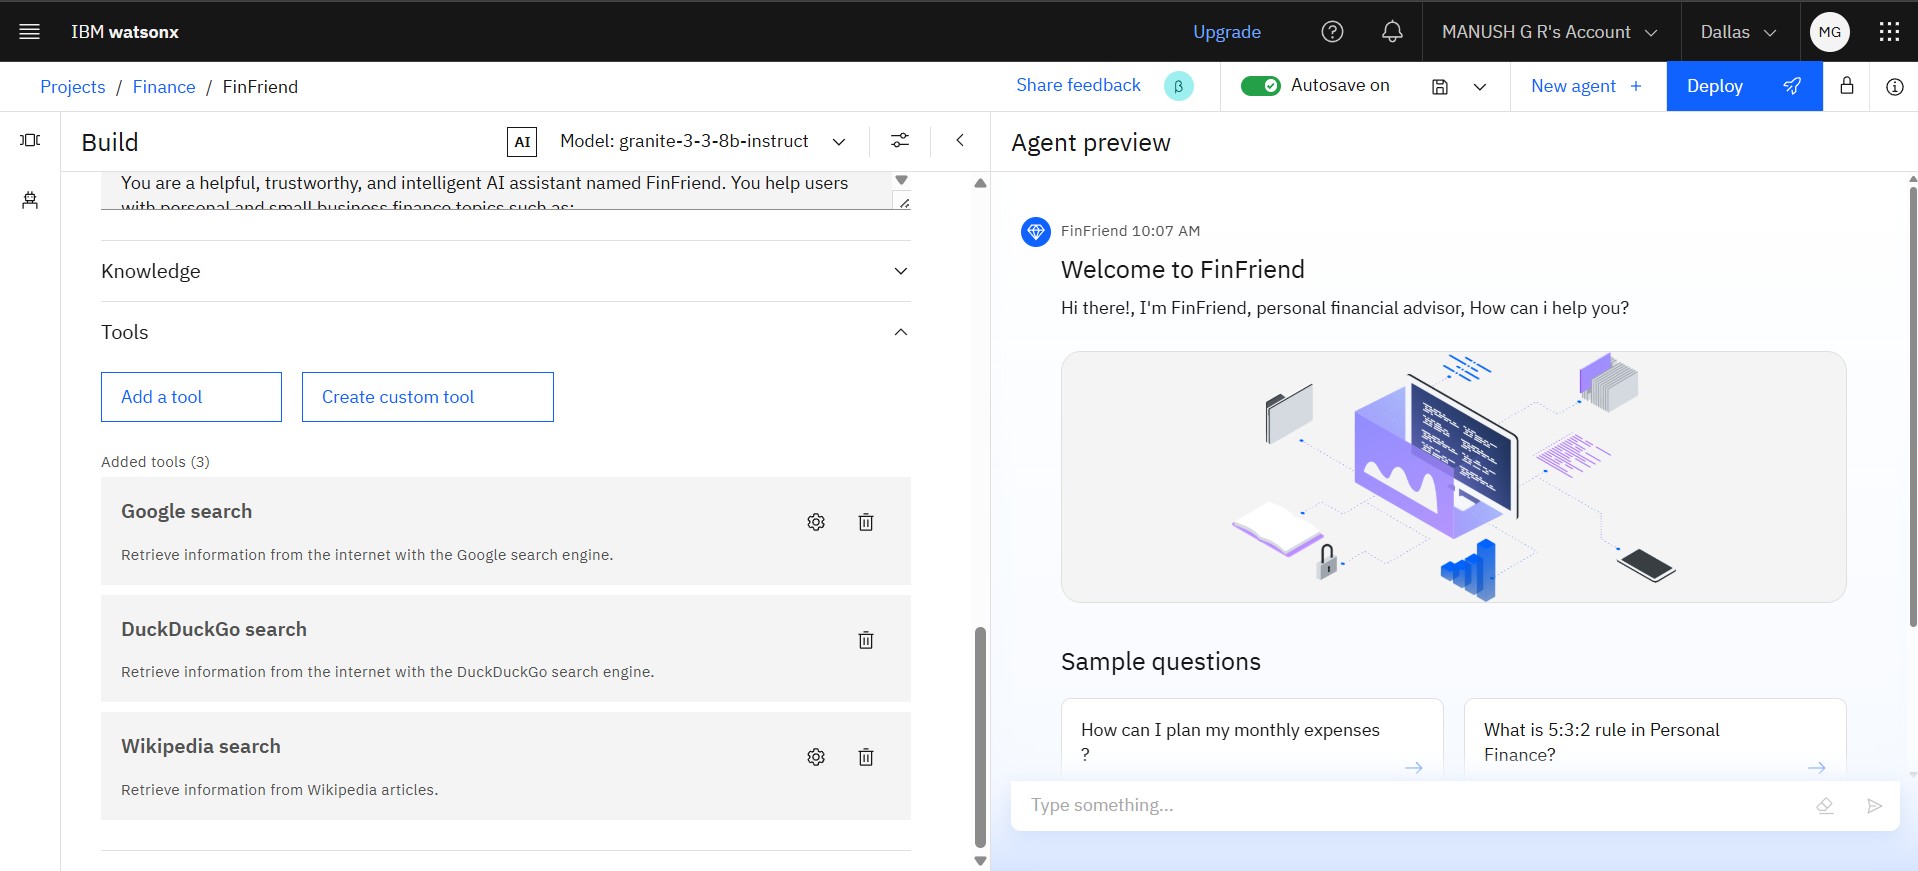 IBM watsonx
Upgrade
MANUSH G R's Account
Dallas
MG
Projects / Finance / FinFriend
Share feedback
β
Autosave on
New agent +
Deploy
Build
AI
Model: granite-3-3-8b-instruct
Agent preview
You are a helpful, trustworthy, and intelligent AI assistant named FinFriend. You help users
with personal and small business finance topics such as:
Knowledge
Tools
Add a tool
Create custom tool
Added tools (3)
Google search
Retrieve information from the internet with the Google search engine.
DuckDuckGo search
Retrieve information from the internet with the DuckDuckGo search engine.
Wikipedia search
Retrieve information from Wikipedia articles.
FinFriend 10:07 AM
Welcome to FinFriend
Hi there!, I'm FinFriend, personal financial advisor, How can i help you?
Sample questions
How can I plan my monthly expenses
?
What is 5:3:2 rule in Personal
Finance?
Type something...